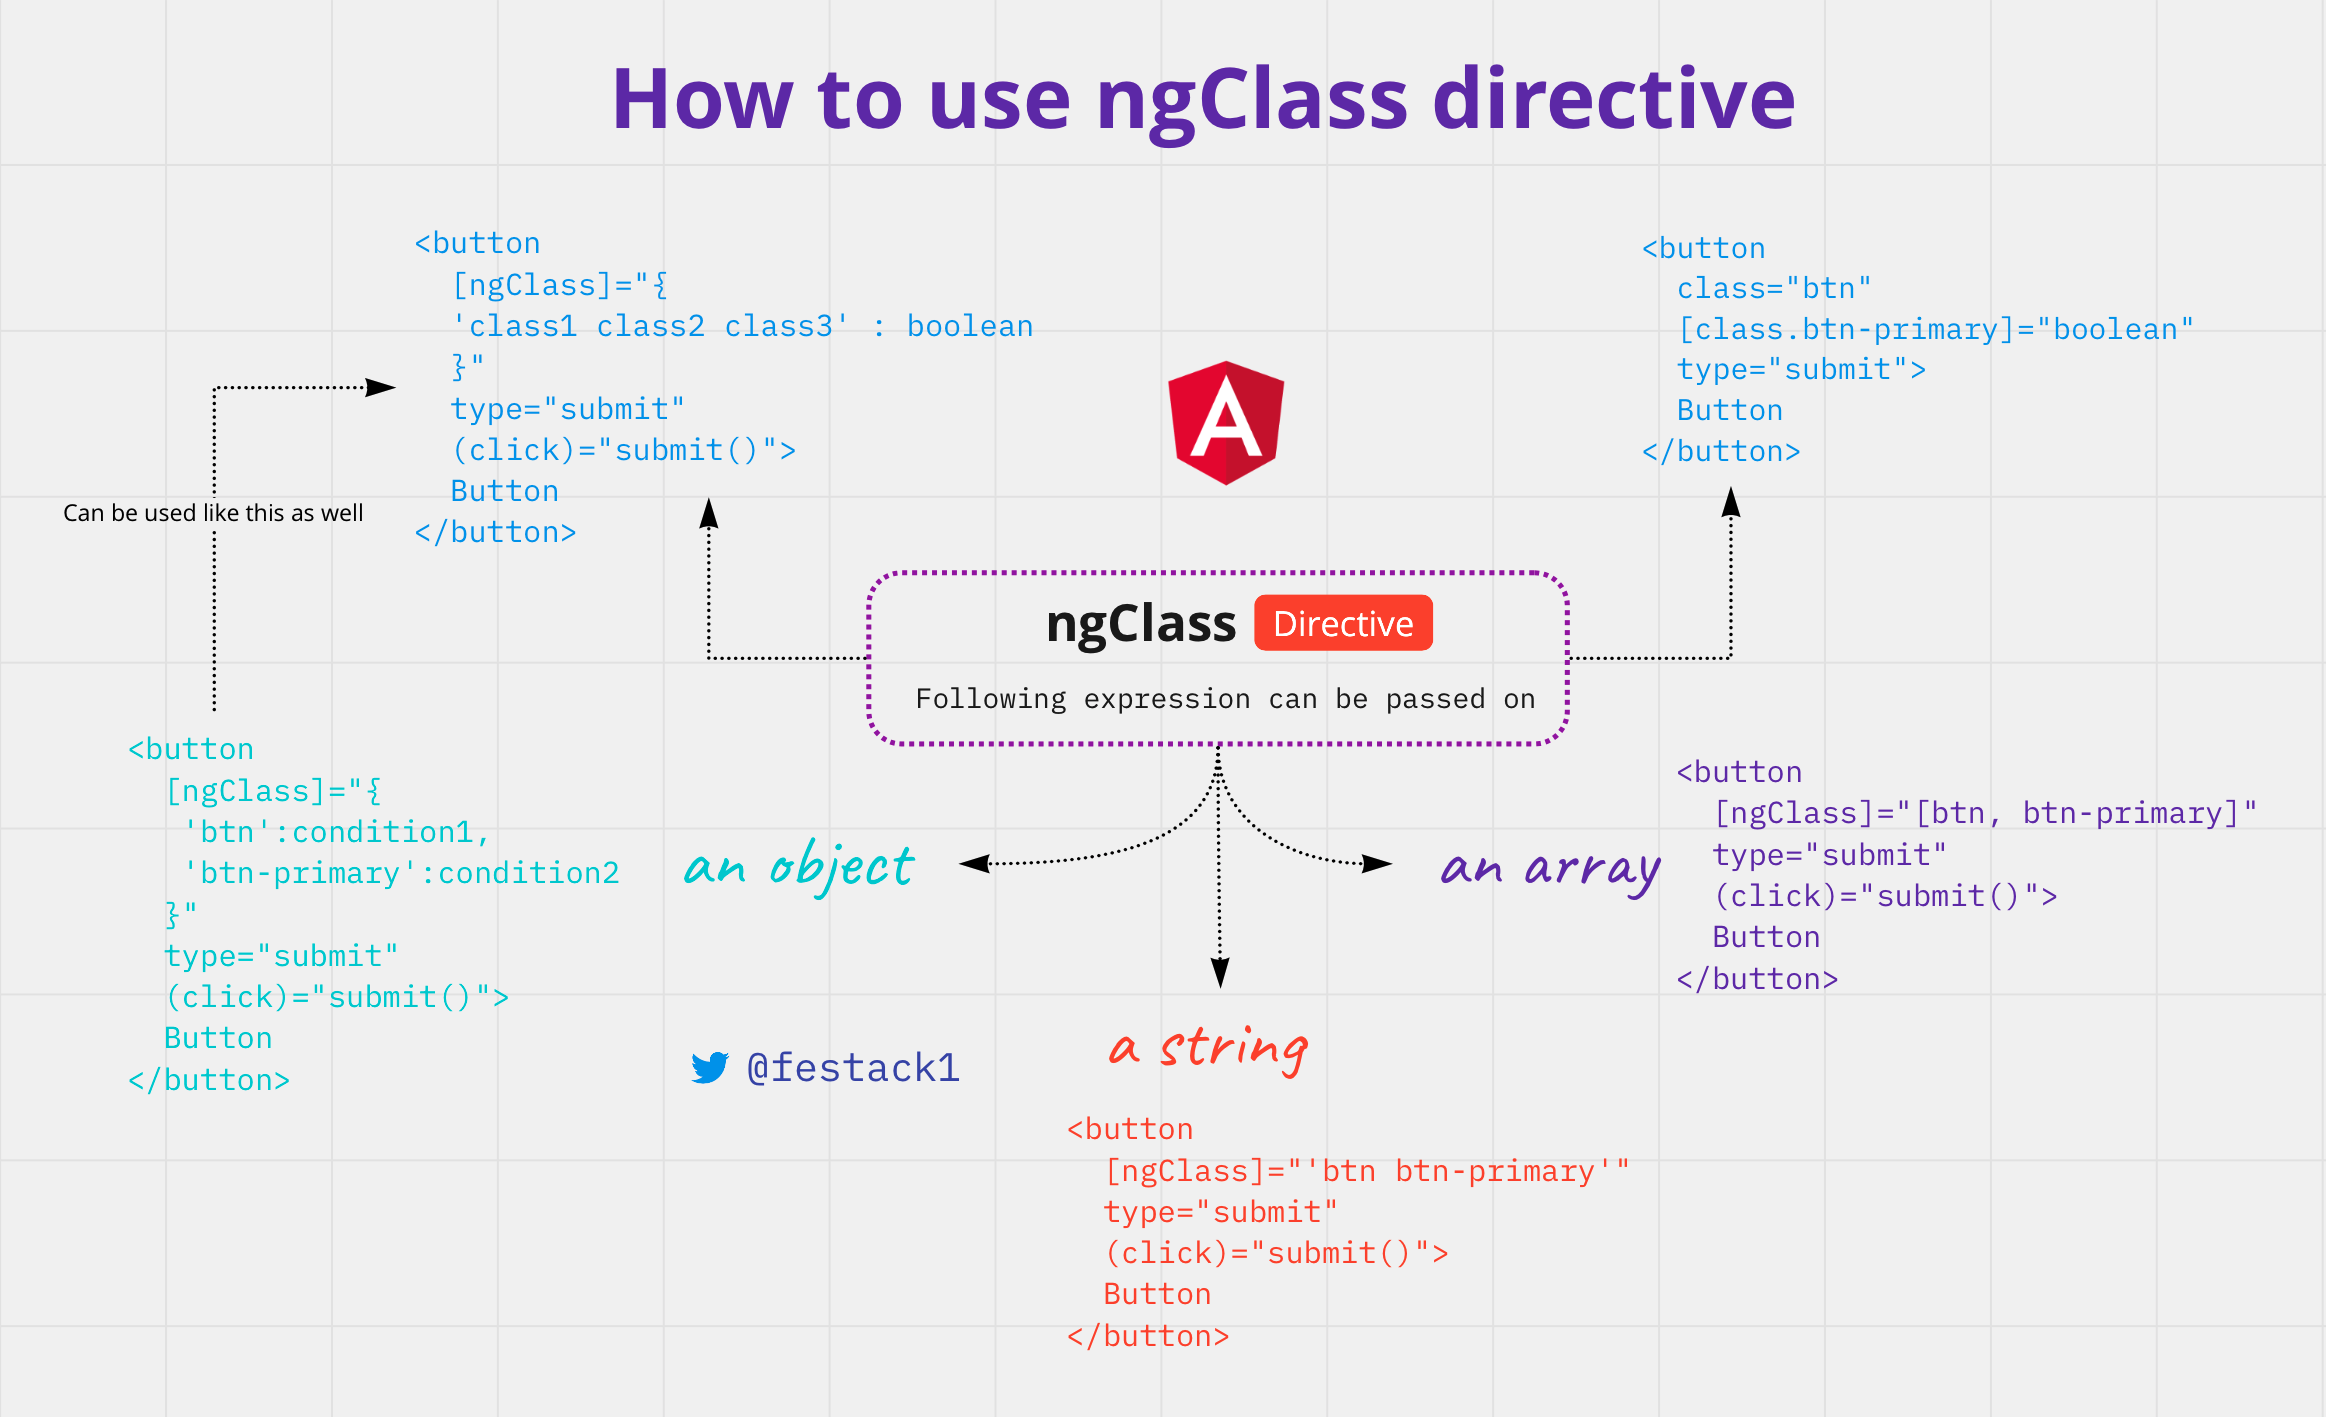 How to use ngClass directive
<button
[ngClass]="{
'class1 class2 class3' : boolean
}"
type="submit"
(click)="submit()">
Button
</button>
<button
class="btn"
[class.btn-primary]="boolean"
type="submit">
Button
</button>
Can be used like this as well
ngClass Directive
Following expression can be passed on
<button
[ngClass]="{
'btn':condition1,
'btn-primary':condition2
}"
type="submit"
(click)="submit()">
Button
</button>
an object
an array
<button
[ngClass]="[btn, btn-primary]"
type="submit"
(click)="submit()">
Button
</button>
@festack1
a string
<button
[ngClass]="'btn btn-primary'"
type="submit"
(click)="submit()">
Button
</button>